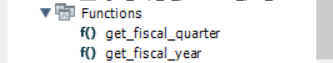 Functions
f() get_fiscal_quarter
f() get_fiscal_year